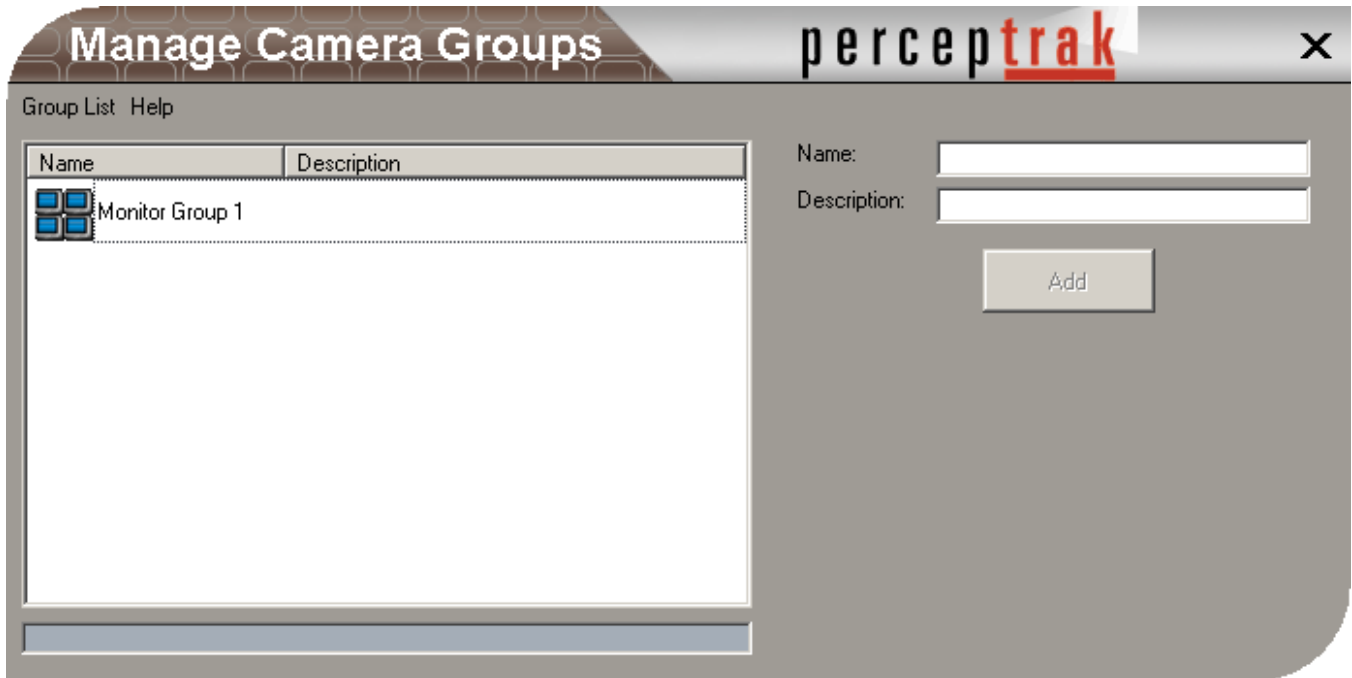 Manage Camera Groups perceptrak X
Group List Help
Name Description
Monitor Group 1
Name:
Description:
Add